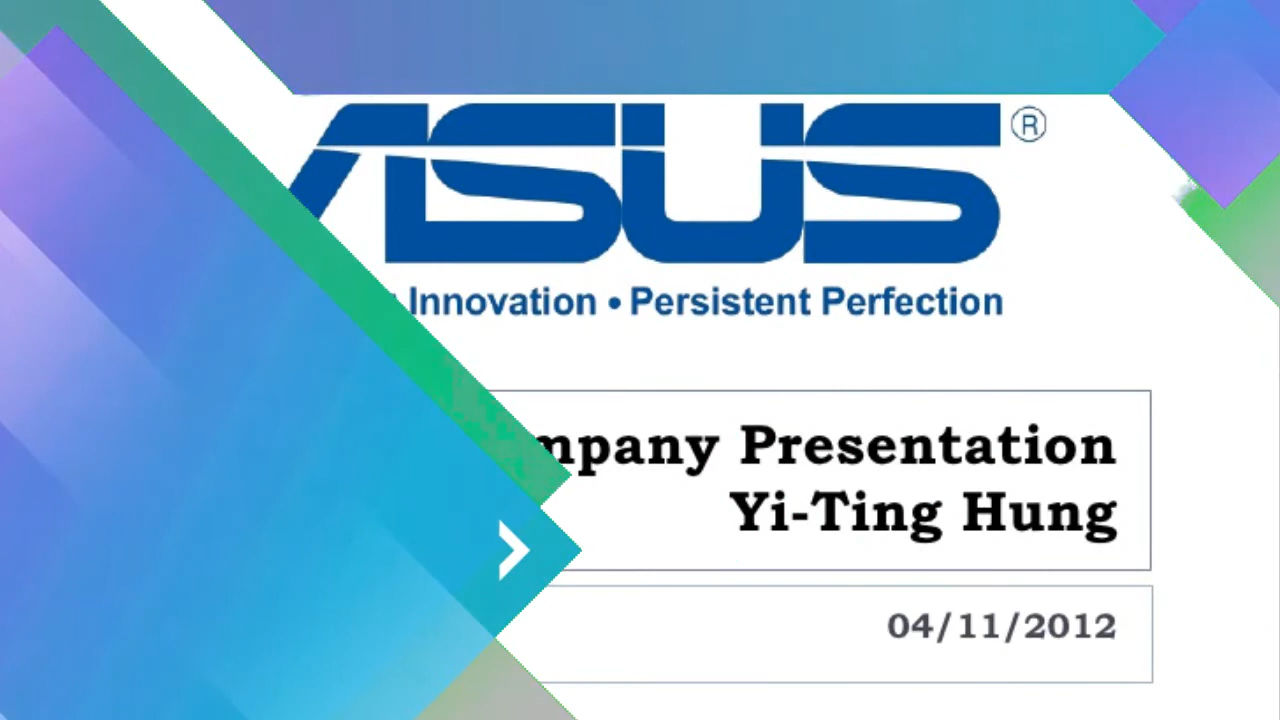 ASUS®
Innovation • Persistent Perfection
mpany Presentation
Yi-Ting Hung
04/11/2012